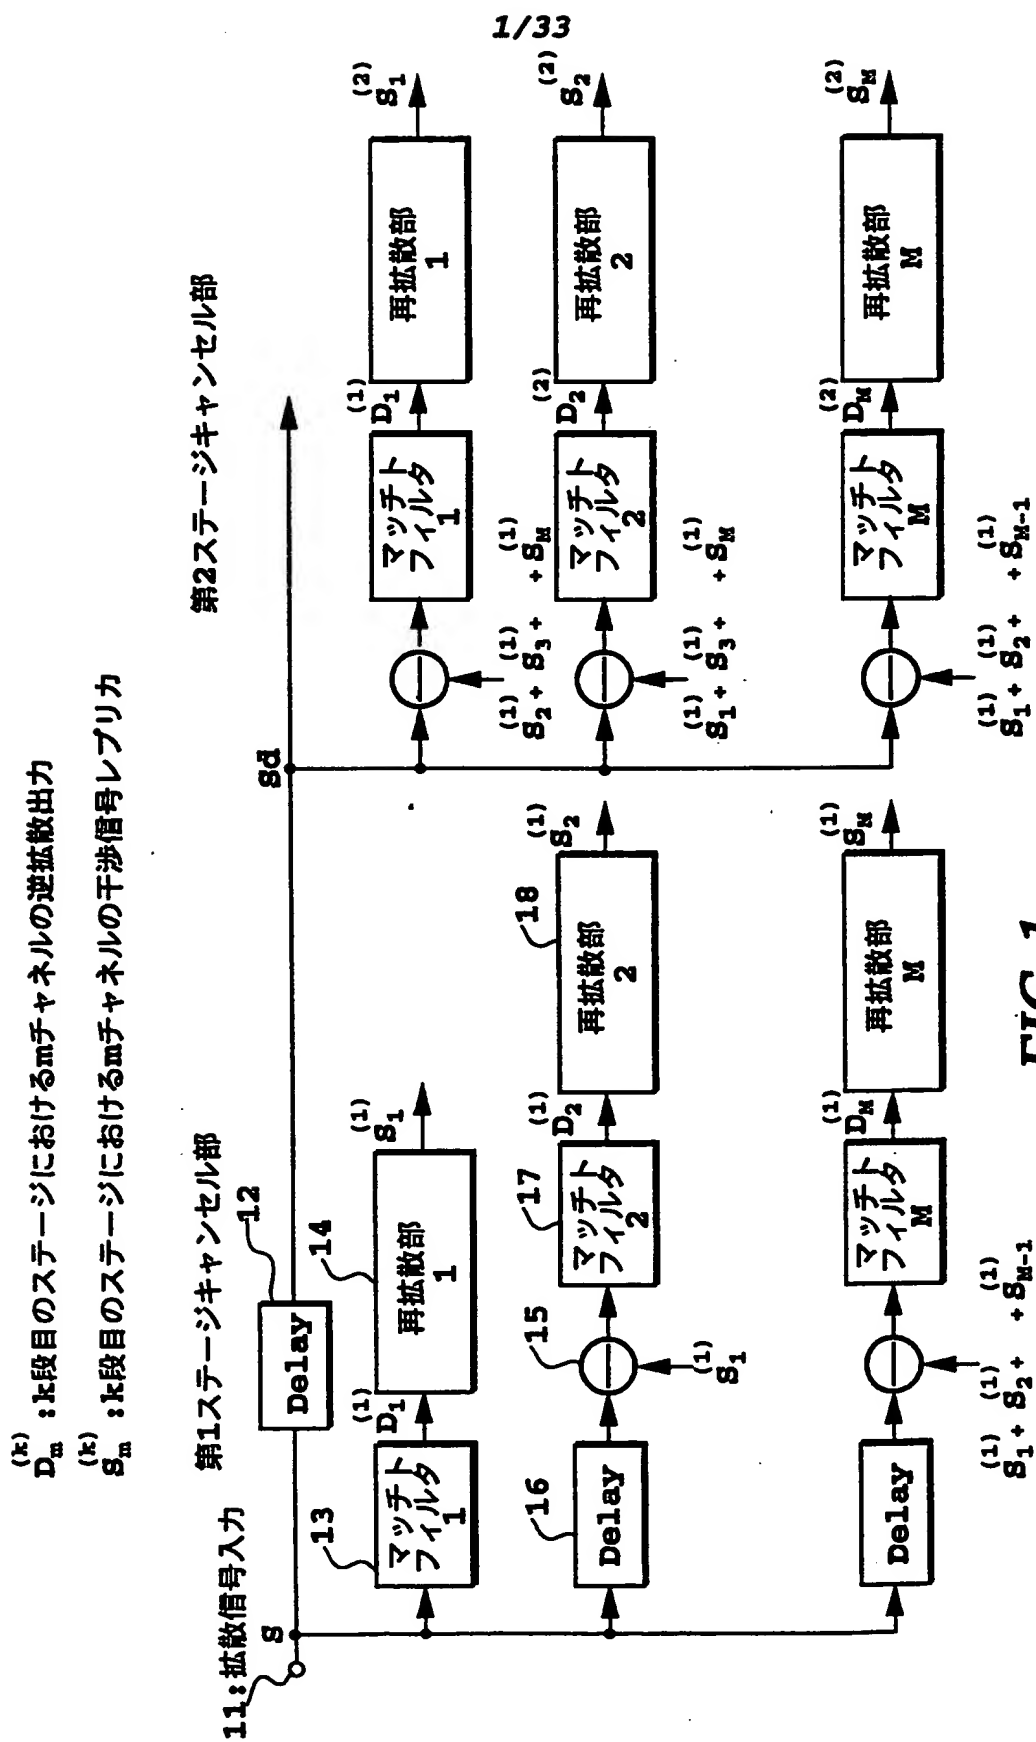 1/33
D_m^(k) :k段目のステージにおけるmチャネルの逆拡散出力
S_m^(k) :k段目のステージにおけるmチャネルの干渉信号レプリカ
第1ステージキャンセル部
第2ステージキャンセル部
11:拡散信号入力
S
12
Delay
Sd
13
マッチト
フィルタ
1
D_1^(1)
14
再拡散部
1
S_1^(1)
S_2^(1) + S_3^(1) + + S_M^(1)
マッチト
フィルタ
1
D_1^(1)
再拡散部
1
S_1^(2)
16
Delay
15
S_1^(1)
17
マッチト
フィルタ
2
D_2^(1)
18
再拡散部
2
S_2^(1)
S_1^(1) + S_3^(1) + + S_M^(1)
マッチト
フィルタ
2
D_2^(2)
再拡散部
2
S_2^(2)
Delay
S_1^(1) + S_2^(1) + + S_M-1^(1)
マッチト
フィルタ
M
D_M^(1)
再拡散部
M
S_M^(1)
S_1^(1) + S_2^(1) + + S_M-1^(1)
マッチト
フィルタ
M
D_M^(2)
再拡散部
M
S_M^(2)
FIG. 1